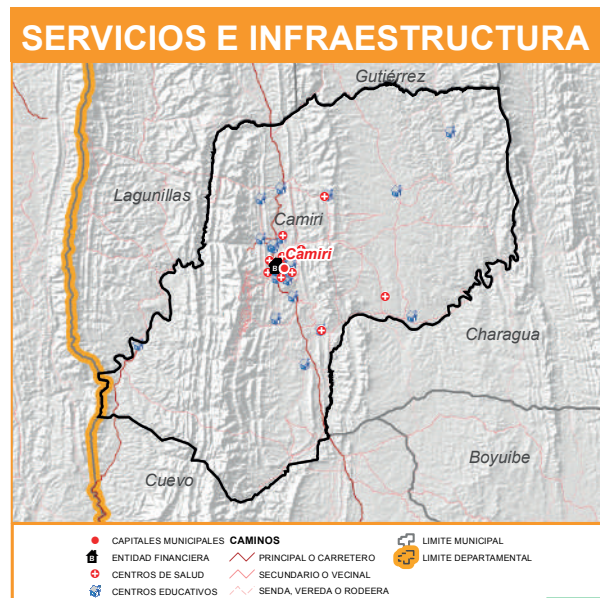 SERVICIOS E INFRAESTRUCTURA
Gutiérrez
Lagunillas
Camiri
Camiri
B
Charagua
Boyuibe
Cuevo
CAPITALES MUNICIPALES
B ENTIDAD FINANCIERA
CENTROS DE SALUD
CENTROS EDUCATIVOS
CAMINOS
PRINCIPAL O CARRETERO
SECUNDARIO O VECINAL
SENDA, VEREDA O RODEERA
LIMITE MUNICIPAL
LIMITE DEPARTAMENTAL